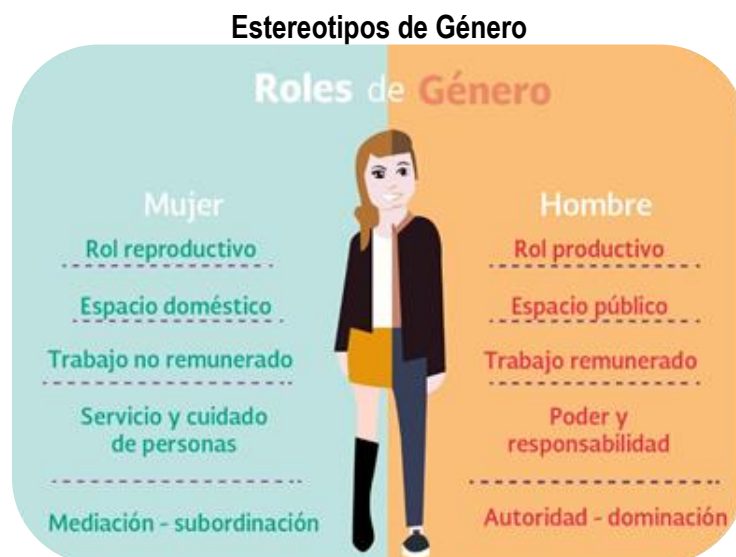 Estereotipos de Género
Roles de Género
Mujer
Rol reproductivo
Espacio doméstico
Trabajo no remunerado
Servicio y cuidado
de personas
Mediación - subordinación
Hombre
Rol productivo
Espacio público
Trabajo remunerado
Poder y
responsabilidad
Autoridad - dominación